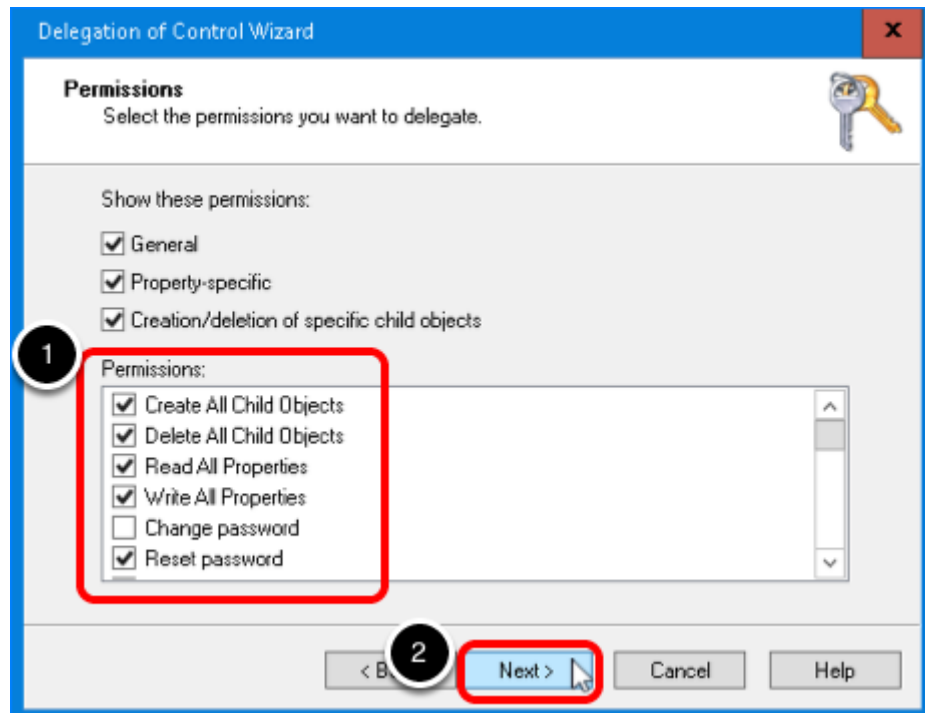 Delegation of Control Wizard
x
Permissions
Select the permissions you want to delegate.
Show these permissions:
General
Property-specific
Creation/deletion of specific child objects
1
Permissions:
Create All Child Objects
Delete All Child Objects
Read All Properties
Write All Properties
Change password
Reset password
2
< B Next > Cancel Help